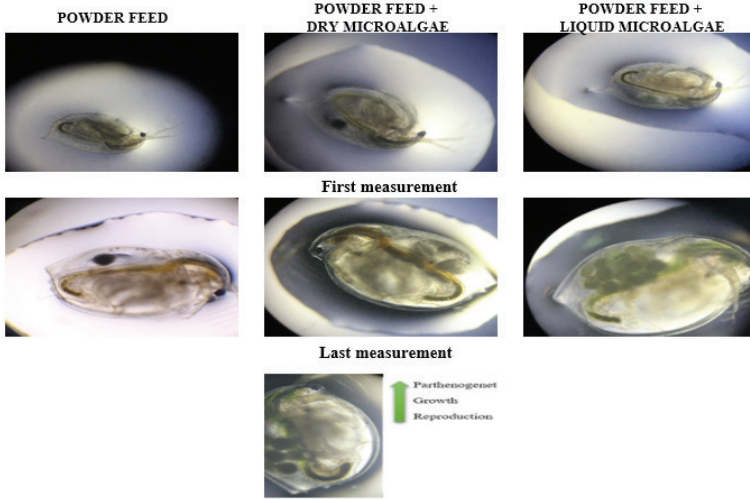 POWDER FEED
POWDER FEED +
DRY MICROALGAE
POWDER FEED +
LIQUID MICROALGAE
First measurement
Last measurement
Parthenogenet
Growth
Reproduction